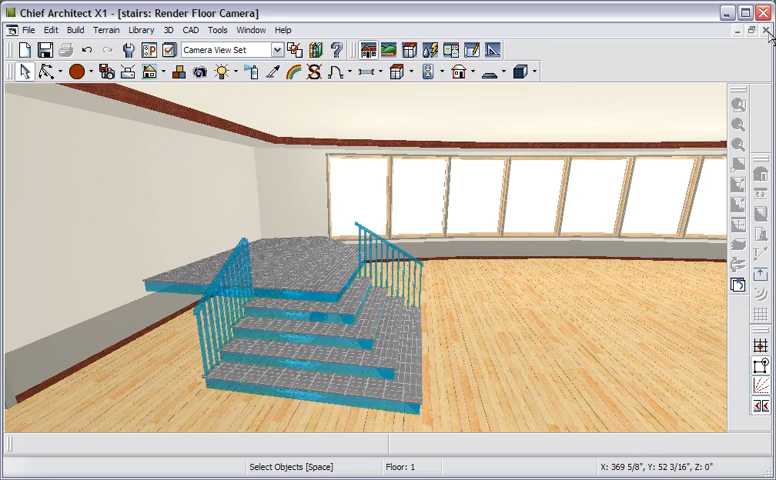 Chief Architect X1 - [stairs: Render Floor Camera]
File Edit Build Terrain Library 3D CAD Tools Window Help
Camera View Set
Select Objects [Space] Floor: 1 X: 369 5/8", Y: 52 3/16", Z: 0"